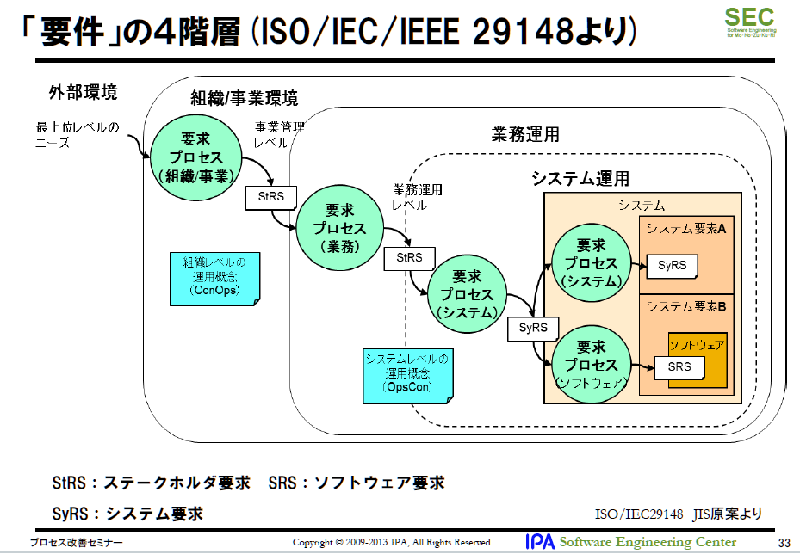 「要件」の4階層(ISO/IEC/IEEE 29148より)
SEC
Software Engineering
外部環境
組織/事業環境
最上位レベルの
ニーズ
事業管理
レベル
業務運用
要求
プロセス
(組織/事業)
StRS
業務運用
レベル
システム運用
システム
要求
プロセス
(業務)
StRS
要求
プロセス
(システム)
SyRS
要求
プロセス
(システム)
システム要素A
SyRS
システム要素B
要求
プロセス
(ソフトウェア)
ソフトウェア
SRS
組織レベルの
運用概念
(ConOps)
システムレベルの
運用概念
(OpsCon)
StRS：ステークホルダ要求　SRS：ソフトウェア要求
SyRS：システム要求
ISO/IEC29148 JIS原案より
プロセス改善セミナー
Copyright © 2009-2013 IPA, All Rights Reserved
IPA Software Engineering Center
33